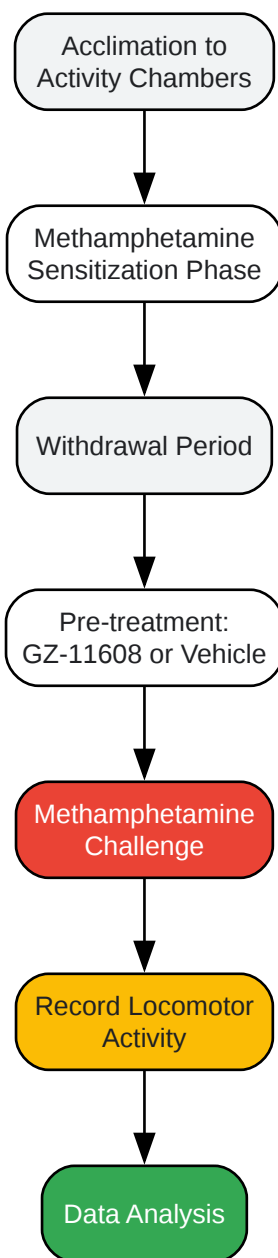 Acclimation to
Activity Chambers
Methamphetamine
Sensitization Phase
Withdrawal Period
Pre-treatment:
GZ-11608 or Vehicle
Methamphetamine
Challenge
Record Locomotor
Activity
Data Analysis